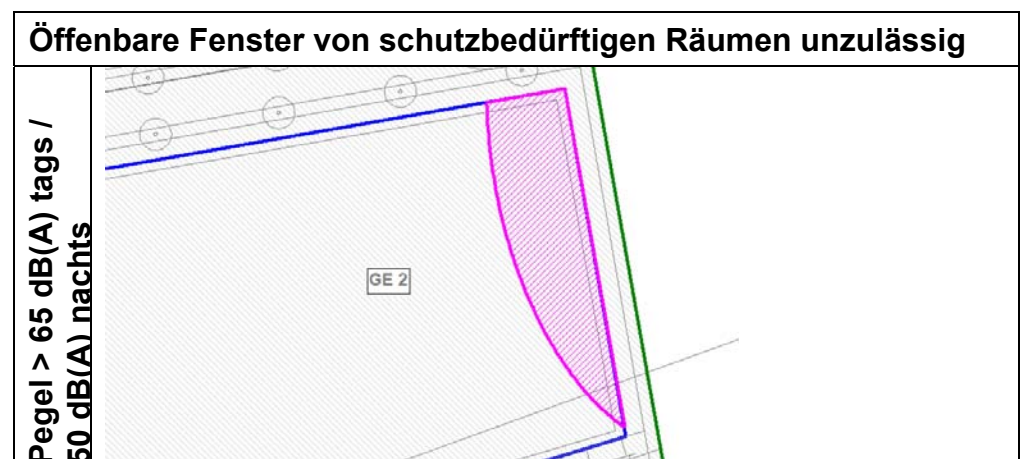 Öffenbare Fenster von schutzbedürftigen Räumen unzulässig
Pegel > 65 dB(A) tags /
50 dB(A) nachts
GE 2